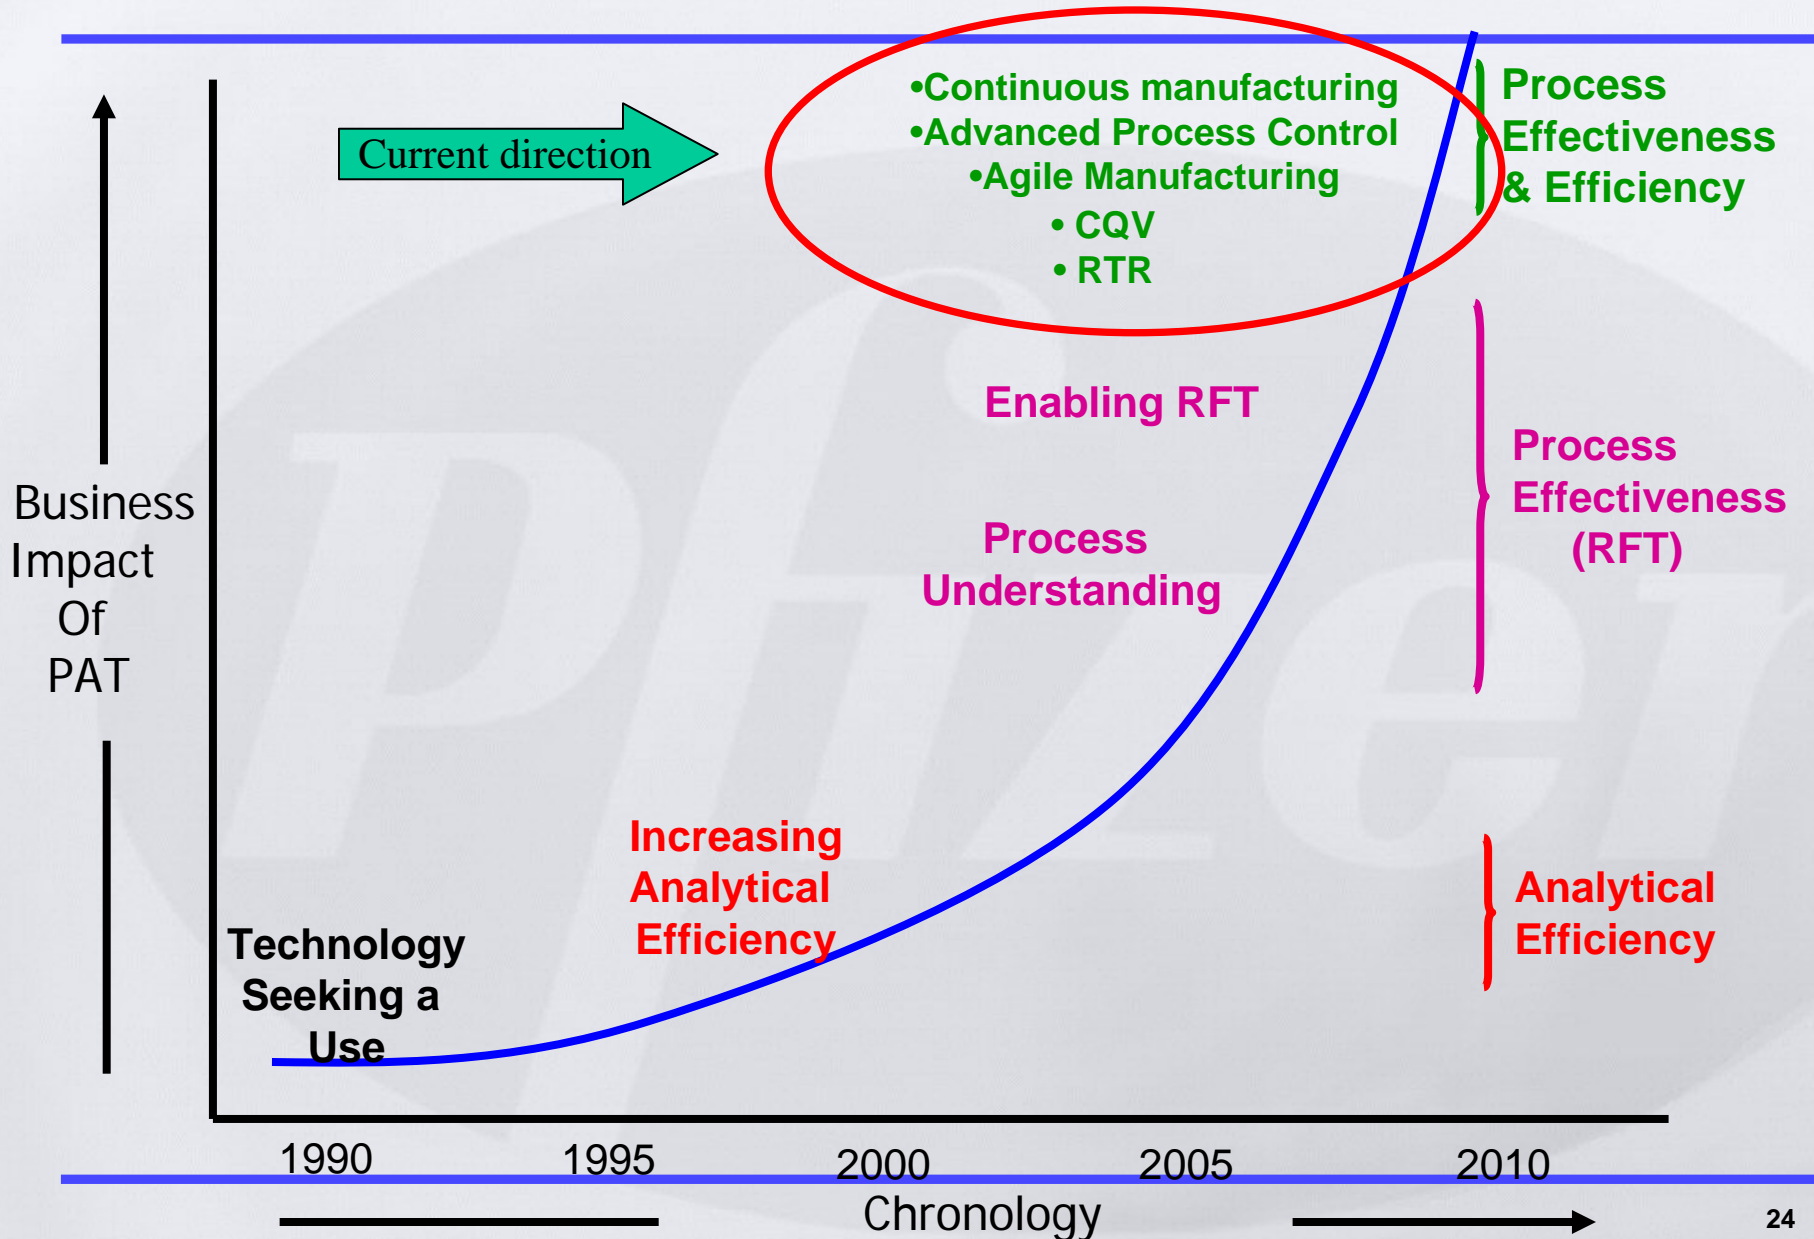 •Continuous manufacturing
•Advanced Process Control
•Agile Manufacturing
• CQV
• RTR
Process
Effectiveness
& Efficiency
Current direction
Enabling RFT
Process
Understanding
Process
Effectiveness
(RFT)
Business
Impact
Of
PAT
Increasing
Analytical
Efficiency
Analytical
Efficiency
Technology
Seeking a
Use
Pfizer
1990 1995 2000 2005 2010
Chronology
24